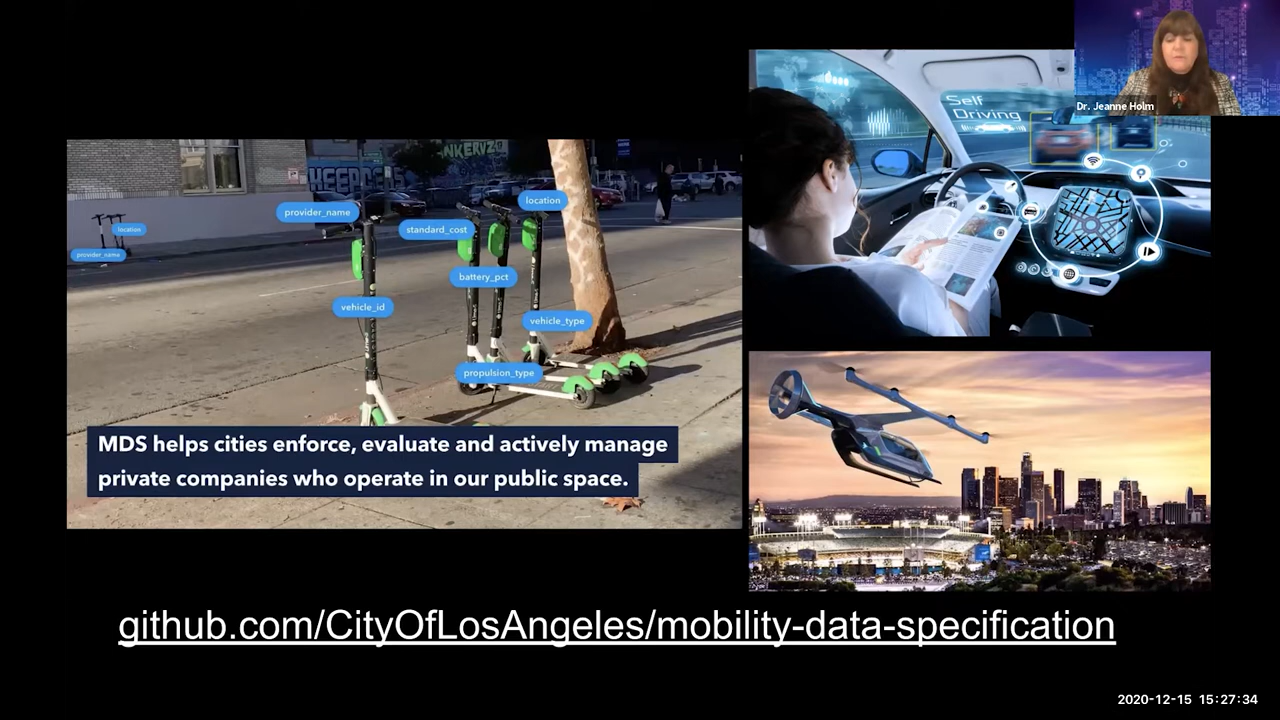 Dr. Jeanne Holm
Self
Driving
location
provider_name
standard_cost
location
provider_name
battery_pct
vehicle_id
vehicle_type
propulsion_type
MDS helps cities enforce, evaluate and actively manage
private companies who operate in our public space.
github.com/CityOfLosAngeles/mobility-data-specification
2020-12-15 15:27:34